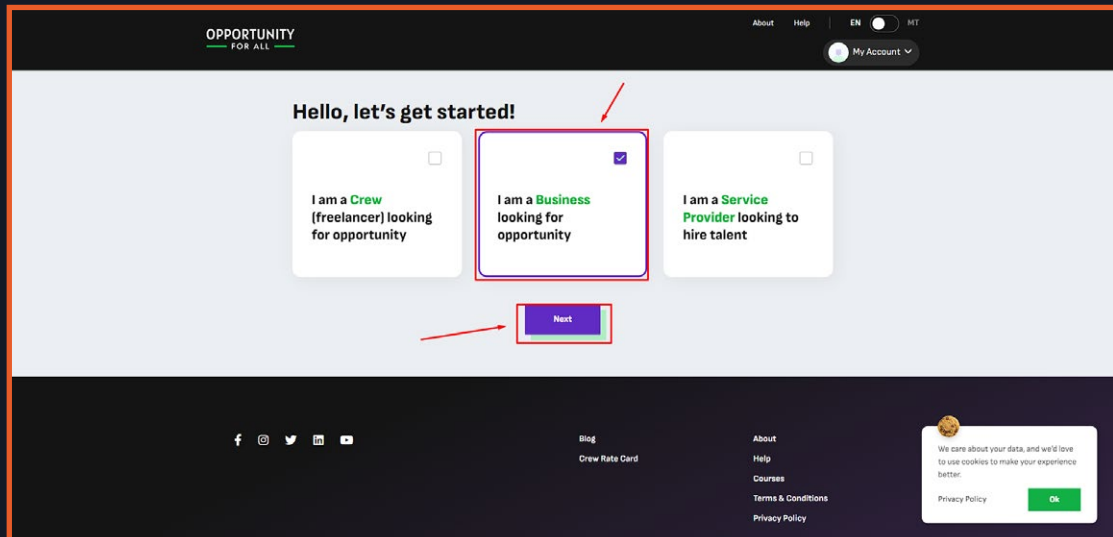 OPPORTUNITY
FOR ALL
About Help EN MT
My Account
Hello, let's get started!
I am a Crew
(freelancer) looking
for opportunity
I am a Business
looking for
opportunity
I am a Service
Provider looking to
hire talent
Next
Blog
Crew Rate Card
About
Help
Courses
Terms & Conditions
Privacy Policy
We care about your data, and we'd love
to use cookies to make your experience
better.
Privacy Policy Ok